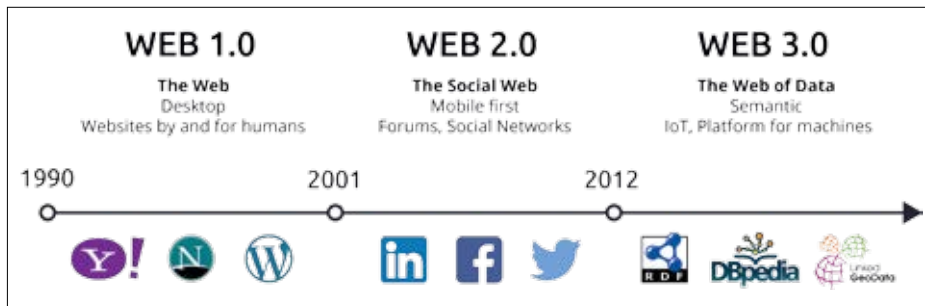 WEB 1.0
The Web
Desktop
Websites by and for humans
WEB 2.0
The Social Web
Mobile first
Forums, Social Networks
WEB 3.0
The Web of Data
Semantic
IoT, Platform for machines
1990
2001
2012
Y!
N
W
in
f
RDF
DBpedia
Linked
GeoData